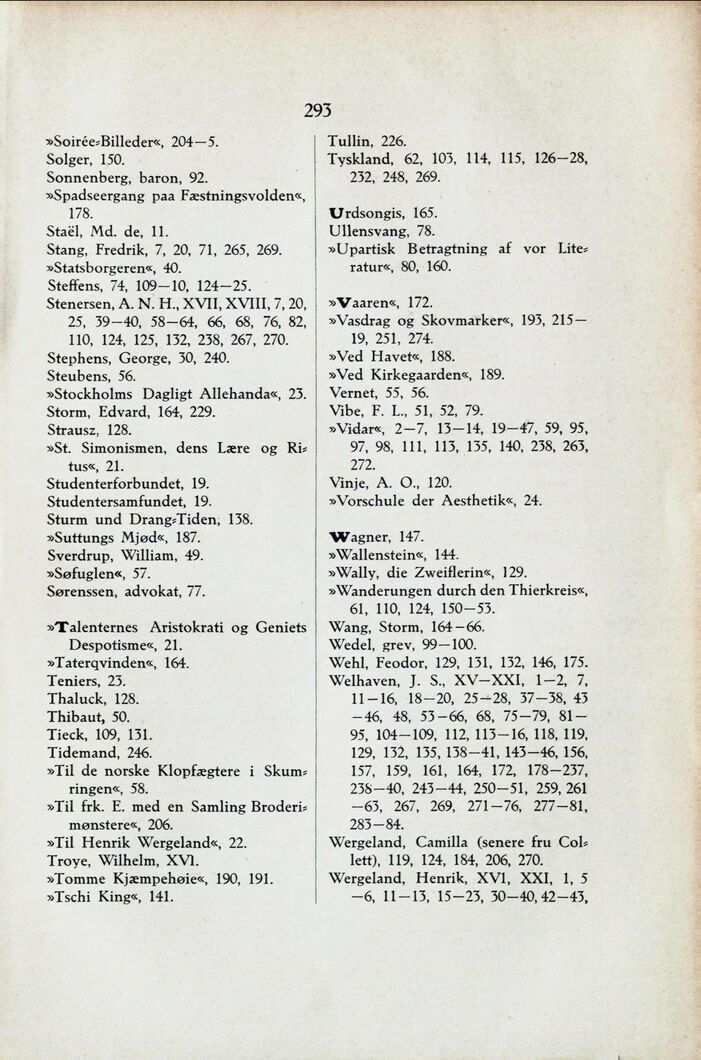 293
»Soirée-Billeder«, 204—5.
Solger, 150.
Sonnenberg, baron, 92.
»Spadseergang paa Fæstningsvolden«,
178.
Staël, Md. de, 11.
Stang, Fredrik, 7, 20, 71, 265, 269.
»Statsborgeren«, 40.
Steffens, 74, 109—10, 124—25.
Stenersen, A. N. H., XVII, XVIII, 7, 20,
25, 39—40, 58—64, 66, 68, 76, 82,
110, 124, 125, 132, 238, 267, 270.
Stephens, George, 30, 240.
Steubens, 56.
»Stockholms Dagligt Allehanda«, 23.
Storm, Edvard, 164, 229.
Strausz, 128.
»St. Simonismen, dens Lære og Ri-
tus«, 21.
Studenterforbundet, 19.
Studentersamfundet, 19.
Sturm und Drang-Tiden, 138.
»Suttungs Mjød«, 187.
Sverdrup, William, 49.
»Søfuglen«, 57.
Sørenssen, advokat, 77.
»Talenternes Aristokrati og Geniets
Despotisme«, 21.
»Taterqvinden«, 164.
Teniers, 23.
Thaluck, 128.
Thibaut, 50.
Tieck, 109, 131.
Tidemand, 246.
»Til de norske Klopfægtere i Skum-
ringen«, 58.
»Til frk. E. med en Samling Broderi-
mønstere«, 206.
»Til Henrik Wergeland«, 22.
Troye, Wilhelm, XVI.
»Tomme Kjæmpehøie«, 190, 191.
»Tschi King«, 141.
Tullin, 226.
Tyskland, 62, 103, 114, 115, 126—28,
232, 248, 269.
Urdsongis, 165.
Ullensvang, 78.
»Upartisk Betragtning af vor Lite-
ratur«, 80, 160.
»Vaaren«, 172.
»Vasdrag og Skovmarker«, 193, 215—
19, 251, 274.
»Ved Havet«, 188.
»Ved Kirkegaarden«, 189.
Vernet, 55, 56.
Vibe, F. L., 51, 52, 79.
»Vidar«, 2—7, 13—14, 19—47, 59, 95,
97, 98, 111, 113, 135, 140, 238, 263,
272.
Vinje, A. O., 120.
»Vorschule der Aesthetik«, 24.
Wagner, 147.
»Wallenstein«, 144.
»Wally, die Zweiflerin«, 129.
»Wanderungen durch den Thierkreis«,
61, 110, 124, 150—53.
Wang, Storm, 164—66.
Wedel, grev, 99—100.
Wehl, Feodor, 129, 131, 132, 146, 175.
Welhaven, J. S., XV—XXI, 1—2, 7,
11—16, 18—20, 25—28, 37—38, 43
—46, 48, 53—66, 68, 75—79, 81—
95, 104—109, 112, 113—16, 118, 119,
129, 132, 135, 138—41, 143—46, 156,
157, 159, 161, 164, 172, 178—237,
238—40, 243—44, 250—51, 259, 261
—63, 267, 269, 271—76, 277—81,
283—84.
Wergeland, Camilla (senere fru Col-
lett), 119, 124, 184, 206, 270.
Wergeland, Henrik, XVI, XXI, 1, 5
—6, 11—13, 15—23, 30—40, 42—43,